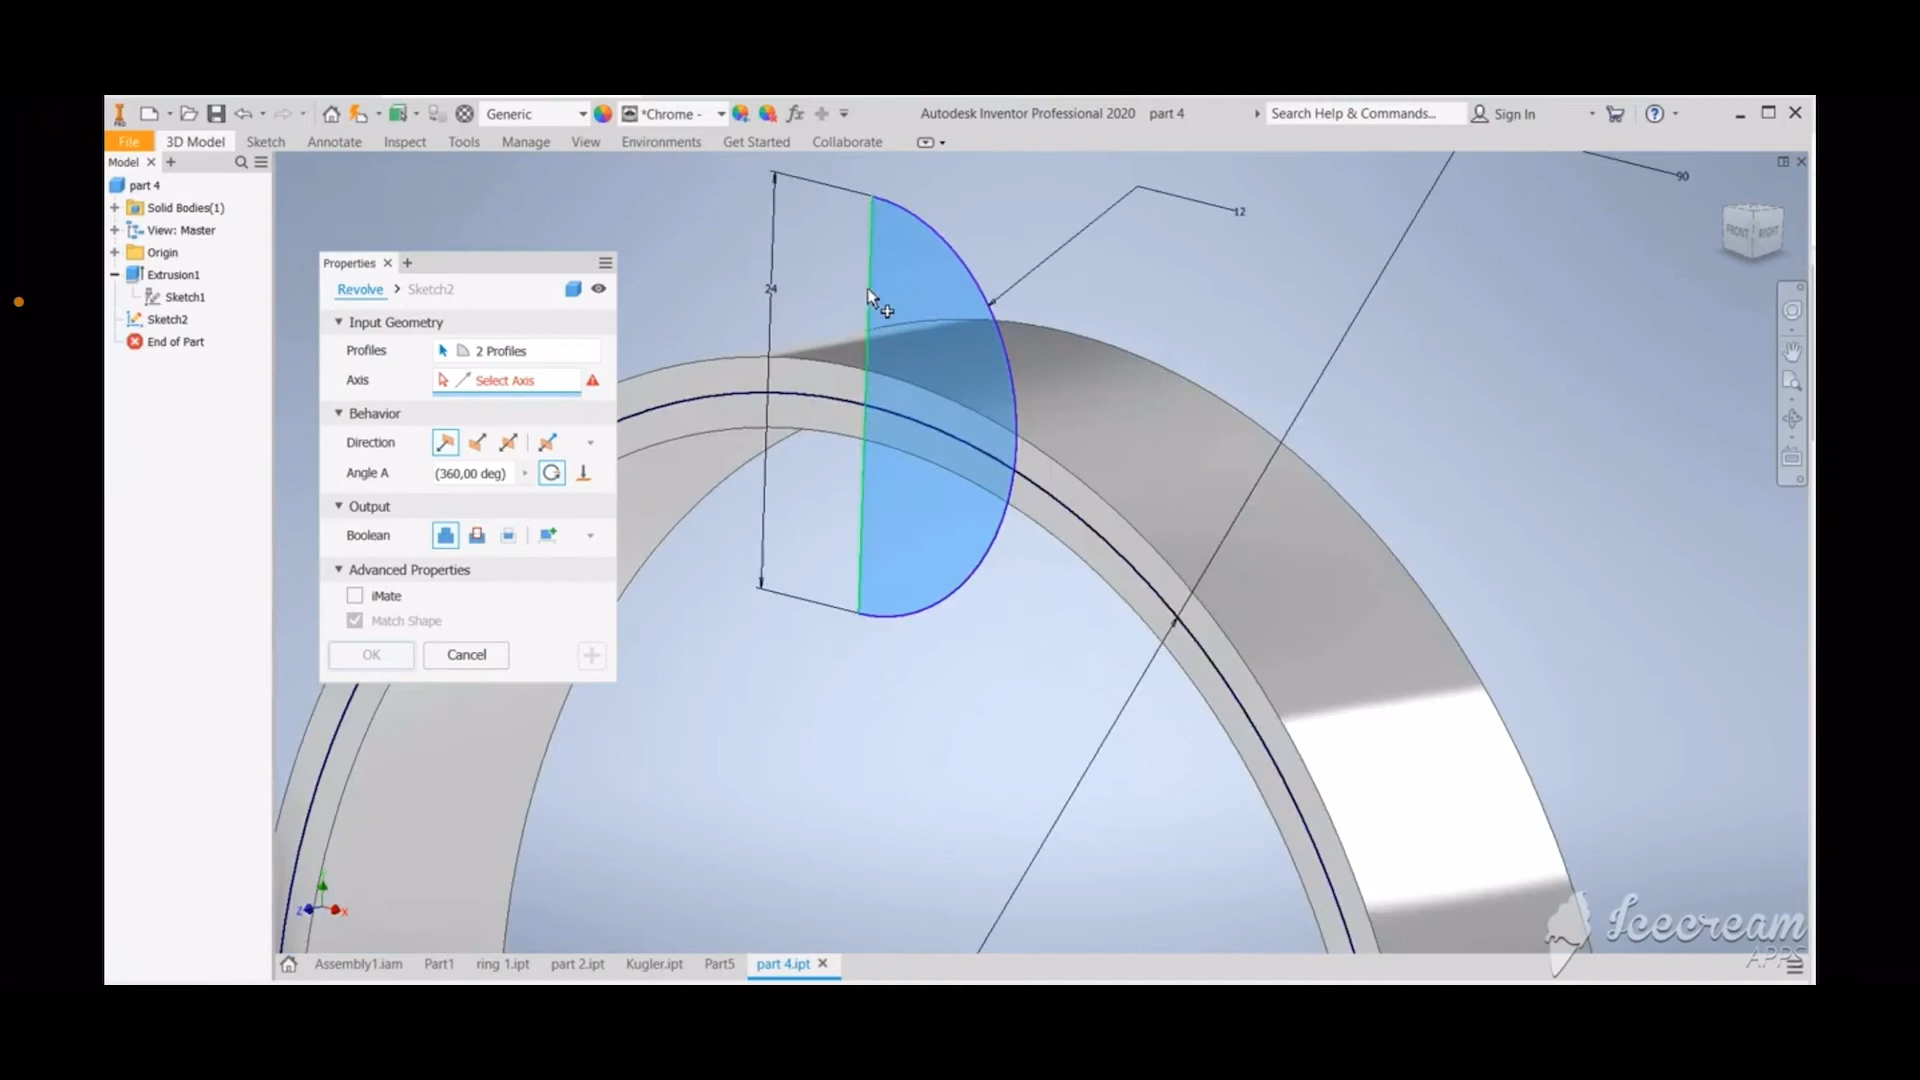 Generic
*Chrome -
Autodesk Inventor Professional 2020 part 4
Search Help & Commands...
Sign In
File 3D Model Sketch Annotate Inspect Tools Manage View Environments Get Started Collaborate
Model
part 4
Solid Bodies(1)
View: Master
Origin
Extrusion1
Sketch1
Sketch2
End of Part
Properties
Revolve > Sketch2
Input Geometry
Profiles 2 Profiles
Axis Select Axis
Behavior
Direction
Angle A (360,00 deg)
Output
Boolean
Advanced Properties
iMate
Match Shape
OK Cancel
24
12
90
FRONT RIGHT
Z X
Icecream
APPS
Assembly1.iam Part1 ring 1.ipt part 2.ipt Kugler.ipt Part5 part 4.ipt